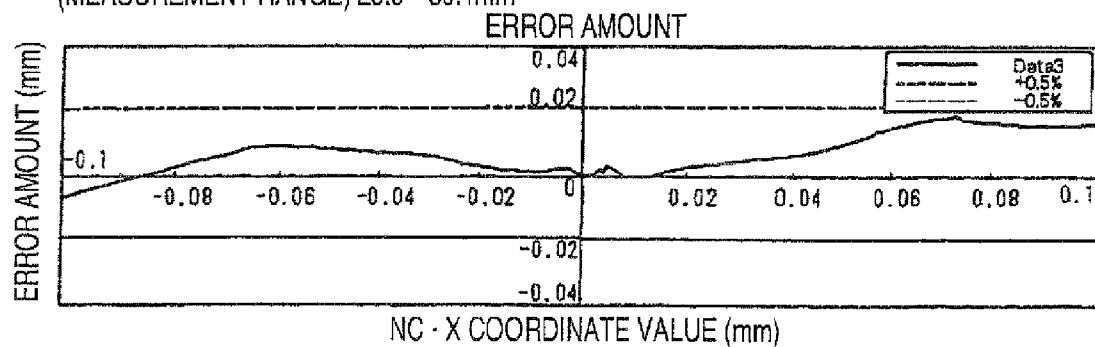 (MEASUREMENT RANGE)
ERROR AMOUNT
ERROR AMOUNT (mm)
0.04
0.02
Data3
+0.5%
-0.5%
-0.1
-0.08 -0.06 -0.04 -0.02 0 0.02 0.04 0.06 0.08 0.1
-0.02
-0.04
NC · X COORDINATE VALUE (mm)